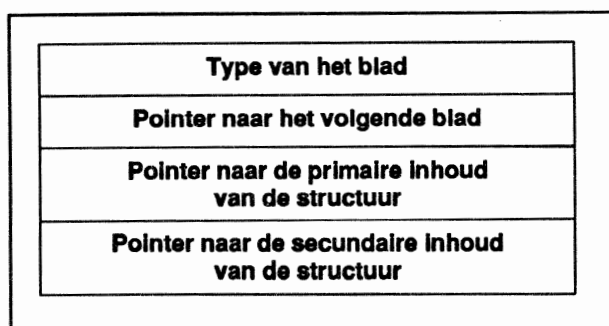 Type van het blad
Pointer naar het volgende blad
Pointer naar de primaire inhoud
van de structuur
Pointer naar de secundaire inhoud
van de structuur